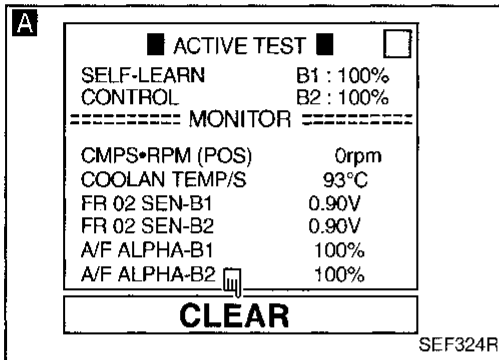 A
■ ACTIVE TEST ■
SELF-LEARN B1 : 100%
CONTROL B2 : 100%
========= MONITOR =========
CMPS•RPM (POS) 0rpm
COOLAN TEMP/S 93°C
FR 02 SEN-B1 0.90V
FR 02 SEN-B2 0.90V
A/F ALPHA-B1 100%
A/F ALPHA-B2 100%
CLEAR
SEF324R